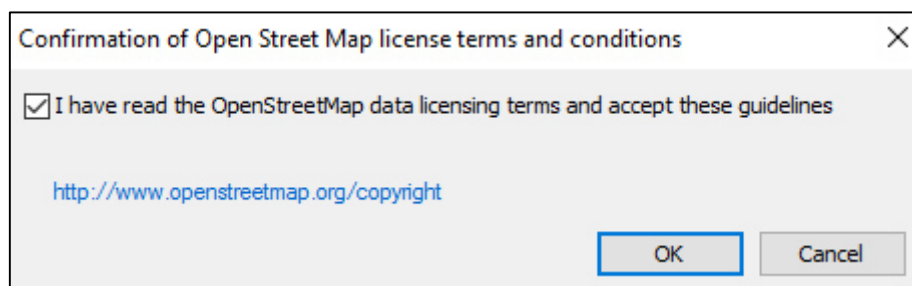 Confirmation of Open Street Map license terms and conditions
I have read the OpenStreetMap data licensing terms and accept these guidelines
http://www.openstreetmap.org/copyright
OK Cancel